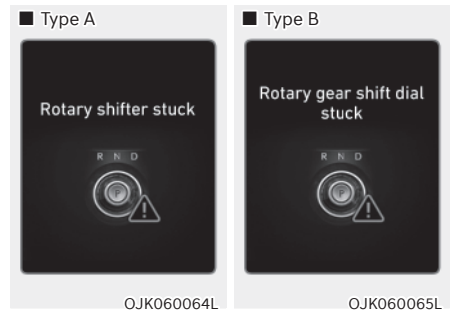 ■ Type A
Rotary shifter stuck
R N D
P
OJK060064L
■ Type B
Rotary gear shift dial
stuck
R N D
P
OJK060065L